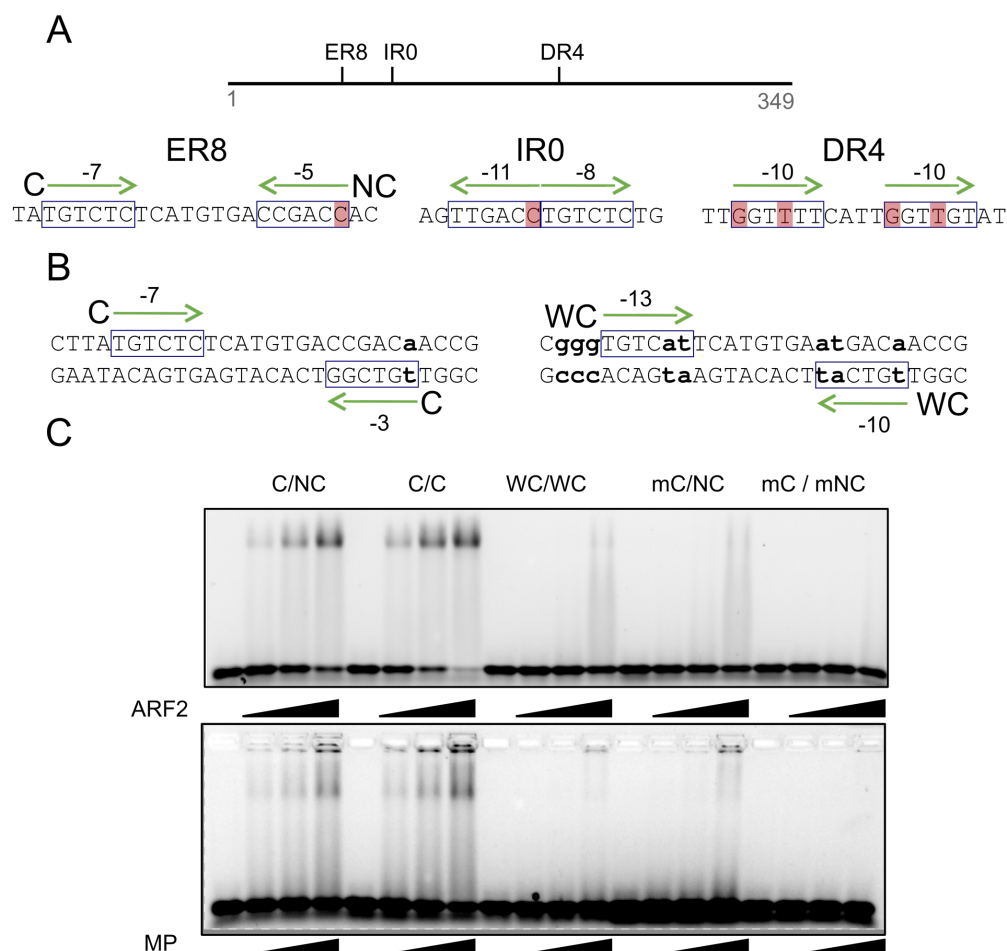 A
ER8 IR0 DR4
1 349
ER8 IR0 DR4
C -7 -5 NC -11 -8 -10 -10
TATGTCTCTCATGTGACCGACCAC AGTTGACCTGTCTCTG TTGGTTTTCATTGGTTGTAT
B
C -7 WC -13
CTTATGTCTCTCATGTGACCGACaACCG CgggTGTCatTCATGTGAatGACaACCG
GAATACAGTGAGTACACTGGCTGtTGGC GcccACAGtaAGTACACTtaCTGtTGGC
-3 C -10 WC
C
C/NC C/C WC/WC mC/NC mC / mNC
ARF2
MP